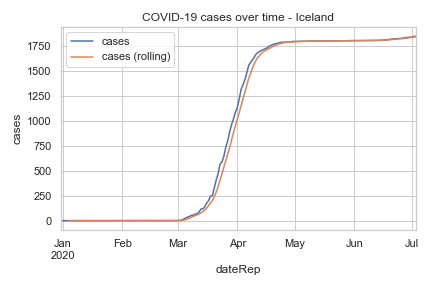 COVID-19 cases over time - Iceland
cases
cases (rolling)
1750
1500
1250
1000
750
500
250
0
cases
Jan Feb Mar Apr May Jun Jul
2020
dateRep